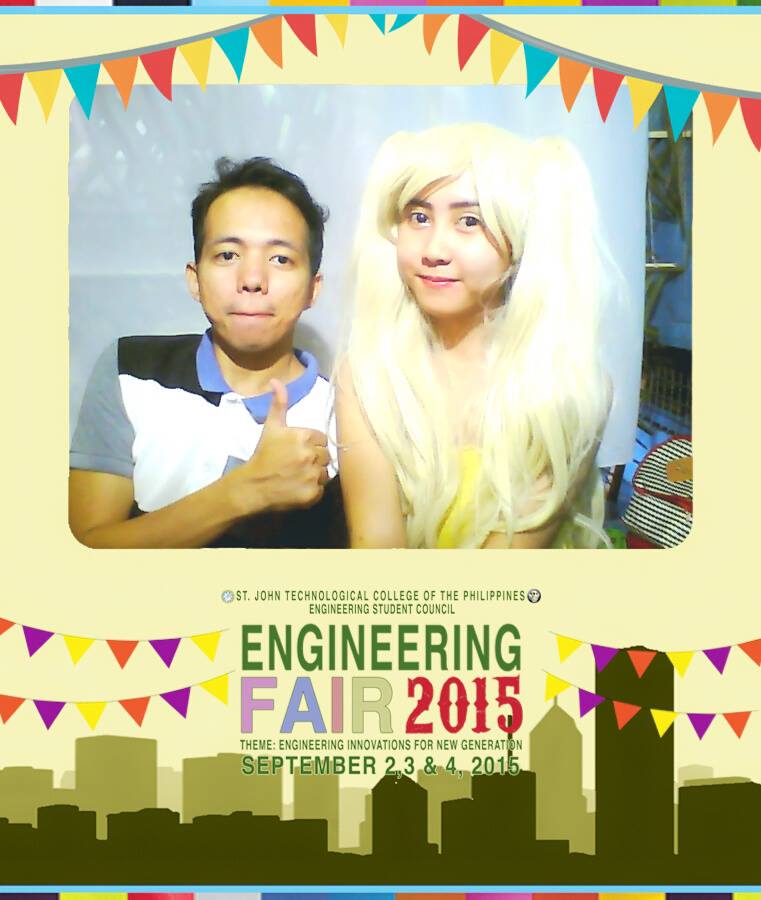 ST. JOHN TECHNOLOGICAL COLLEGE OF THE PHILIPPINES
ENGINEERING STUDENT COUNCIL
ENGINEERING
FAIR 2015
THEME: ENGINEERING INNOVATIONS FOR NEW GENERATION
SEPTEMBER 2,3 & 4, 2015